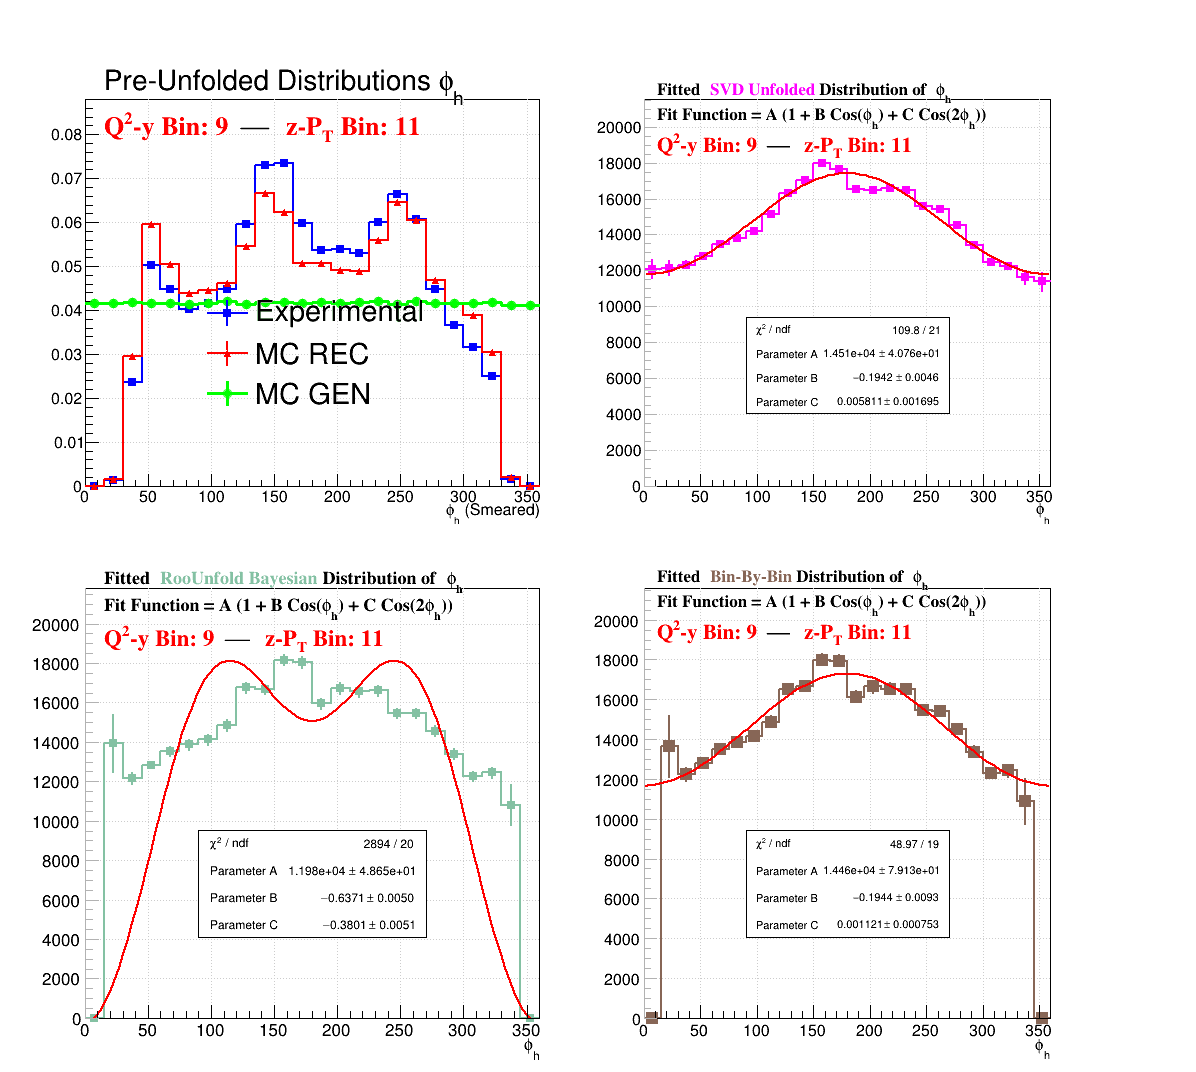 Pre-Unfolded Distributions ϕh
Q2-y Bin: 9 — z-PT Bin: 11
0.08
0.07
0.06
0.05
0.04
0.03
0.02
0.01
0
Experimental
MC REC
MC GEN
0 50 100 150 200 250 300 350
ϕh (Smeared)
Fitted SVD Unfolded Distribution of ϕh
Fit Function = A (1 + B Cos(ϕh) + C Cos(2ϕh))
Q2-y Bin: 9 — z-PT Bin: 11
20000
18000
16000
14000
12000
10000
8000
6000
4000
2000
0
χ2 / ndf 109.8 / 21
Parameter A 1.451e+04 ± 4.076e+01
Parameter B −0.1942 ± 0.0046
Parameter C 0.005811 ± 0.001695
0 50 100 150 200 250 300 350
ϕh
Fitted RooUnfold Bayesian Distribution of ϕh
Fit Function = A (1 + B Cos(ϕh) + C Cos(2ϕh))
Q2-y Bin: 9 — z-PT Bin: 11
20000
18000
16000
14000
12000
10000
8000
6000
4000
2000
0
χ2 / ndf 2894 / 20
Parameter A 1.198e+04 ± 4.865e+01
Parameter B −0.6371 ± 0.0050
Parameter C −0.3801 ± 0.0051
0 50 100 150 200 250 300 350
ϕh
Fitted Bin-By-Bin Distribution of ϕh
Fit Function = A (1 + B Cos(ϕh) + C Cos(2ϕh))
Q2-y Bin: 9 — z-PT Bin: 11
20000
18000
16000
14000
12000
10000
8000
6000
4000
2000
0
χ2 / ndf 48.97 / 19
Parameter A 1.446e+04 ± 7.913e+01
Parameter B −0.1944 ± 0.0093
Parameter C 0.001121 ± 0.000753
0 50 100 150 200 250 300 350
ϕh